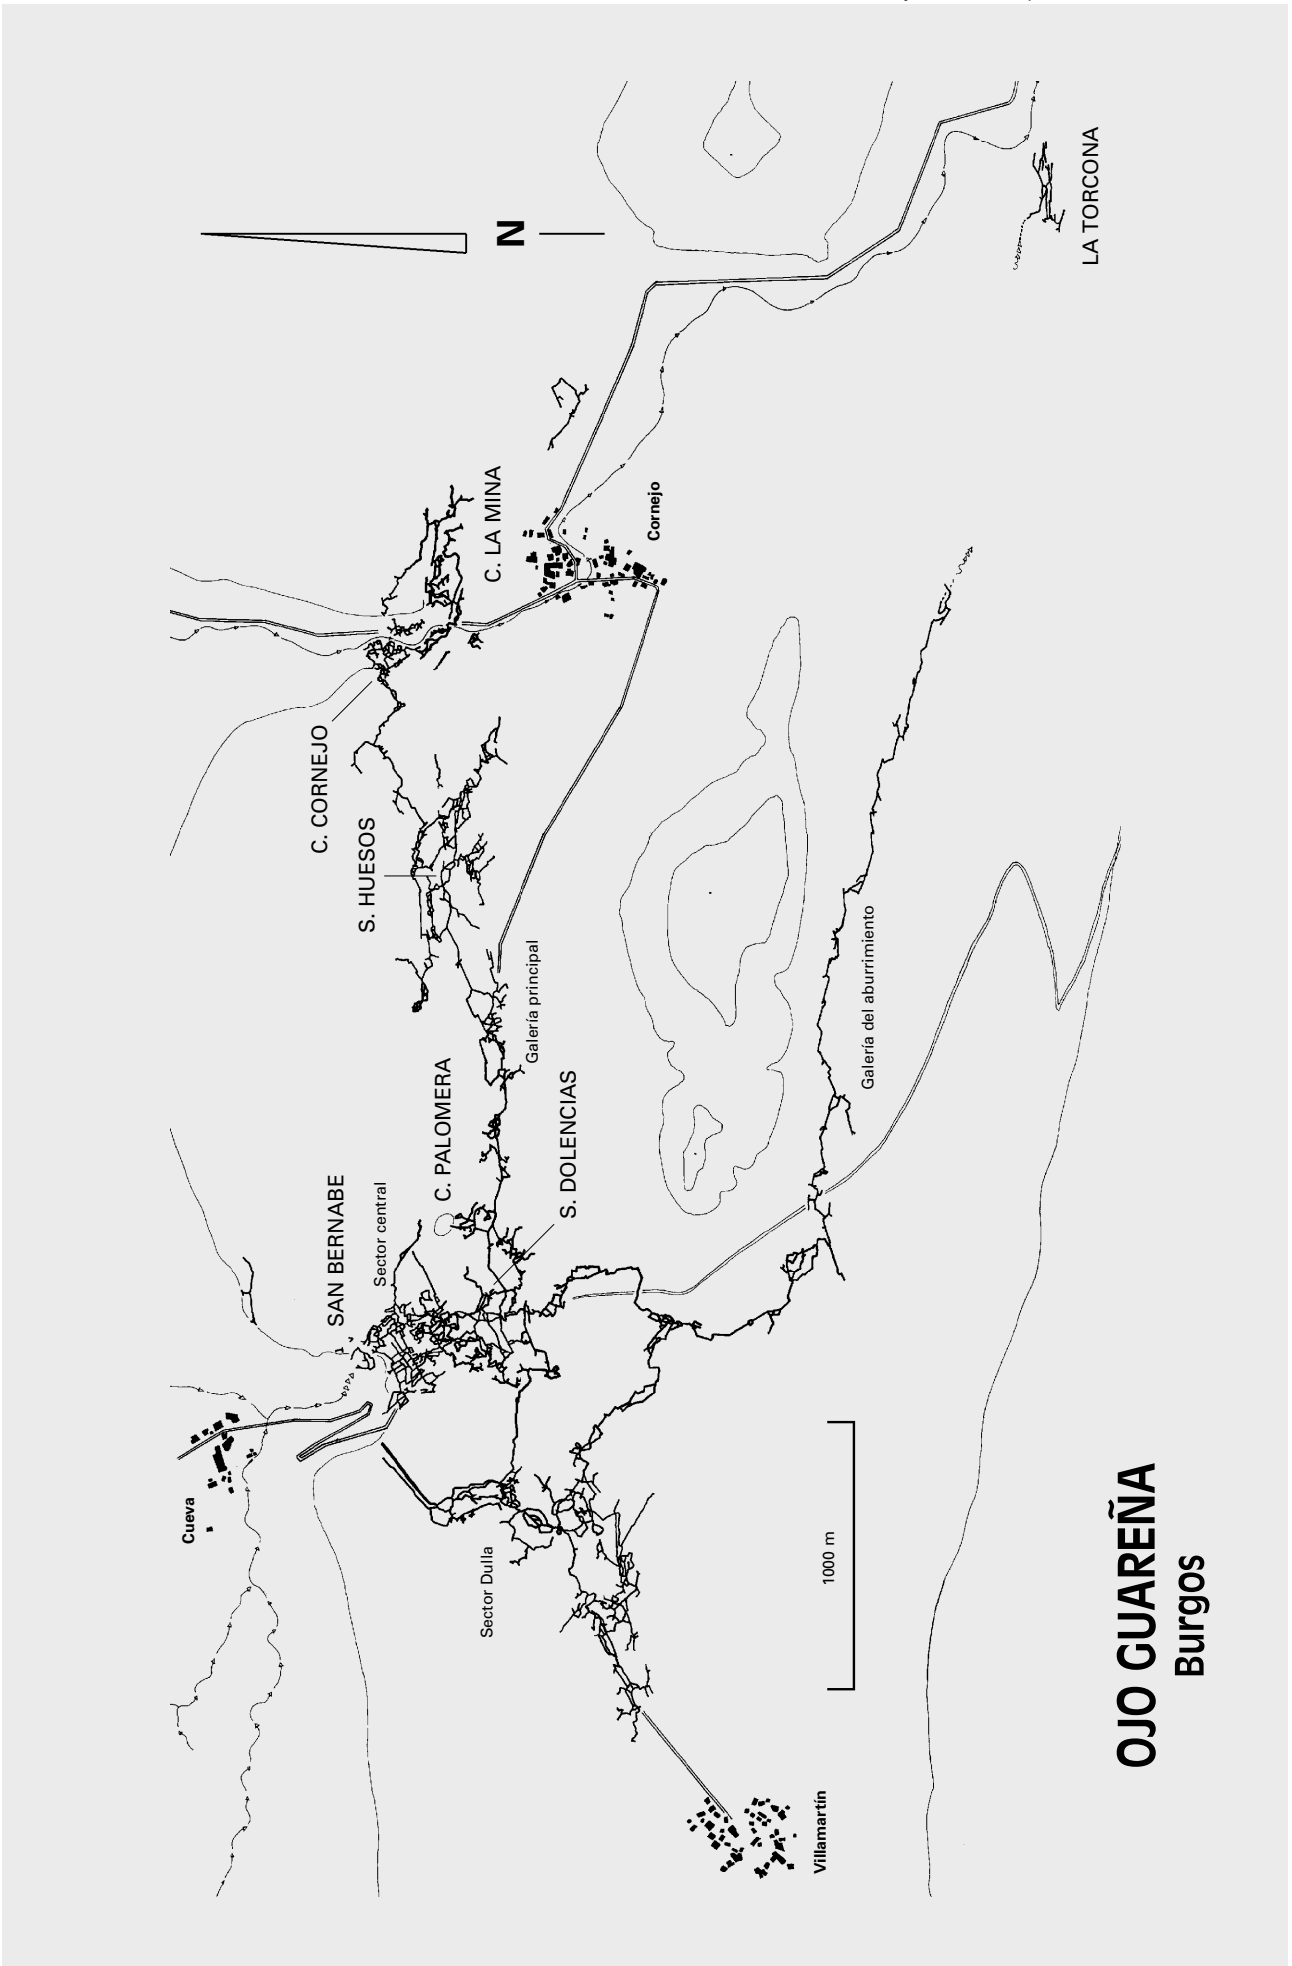 N
LA TORCONA
C. LA MINA
Cornejo
C. CORNEJO
S. HUESOS
Galería principal
Galería del aburrimiento
C. PALOMERA
S. DOLENCIAS
SAN BERNABE
Sector central
Cueva
Sector Dulla
1000 m
Villamartín
OJO GUAREÑA
Burgos